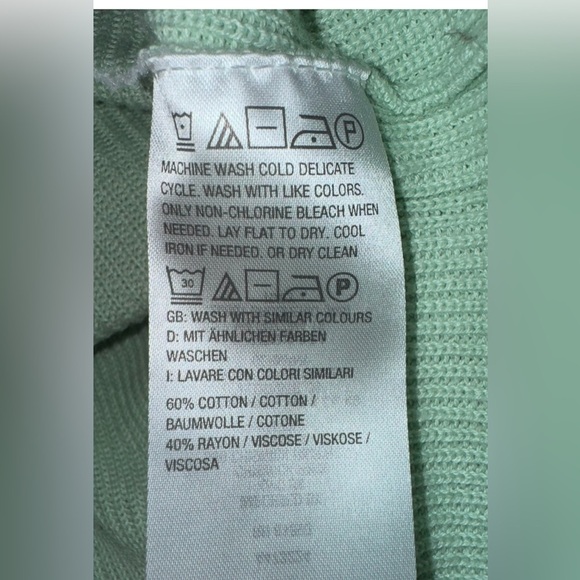 P
MACHINE WASH COLD DELICATE
CYCLE. WASH WITH LIKE COLORS.
ONLY NON-CHLORINE BLEACH WHEN
NEEDED. LAY FLAT TO DRY. COOL
IRON IF NEEDED. OR DRY CLEAN
30 P
GB: WASH WITH SIMILAR COLOURS
D: MIT ÄHNLICHEN FARBEN
WASCHEN
I: LAVARE CON COLORI SIMILARI
60% COTTON / COTTON /
BAUMWOLLE / COTONE
40% RAYON / VISCOSE / VISKOSE /
VISCOSA